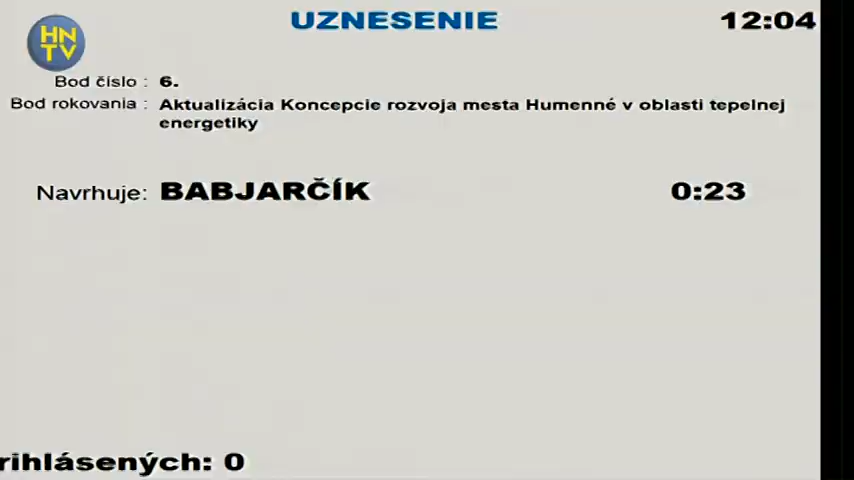 HN
TV
UZNESENIE
12:04
Bod číslo : 6.
Bod rokovania : Aktualizácia Koncepcie rozvoja mesta Humenné v oblasti tepelnej
energetiky
Navrhuje: BABJARČÍK 0:23
rihlásených: 0